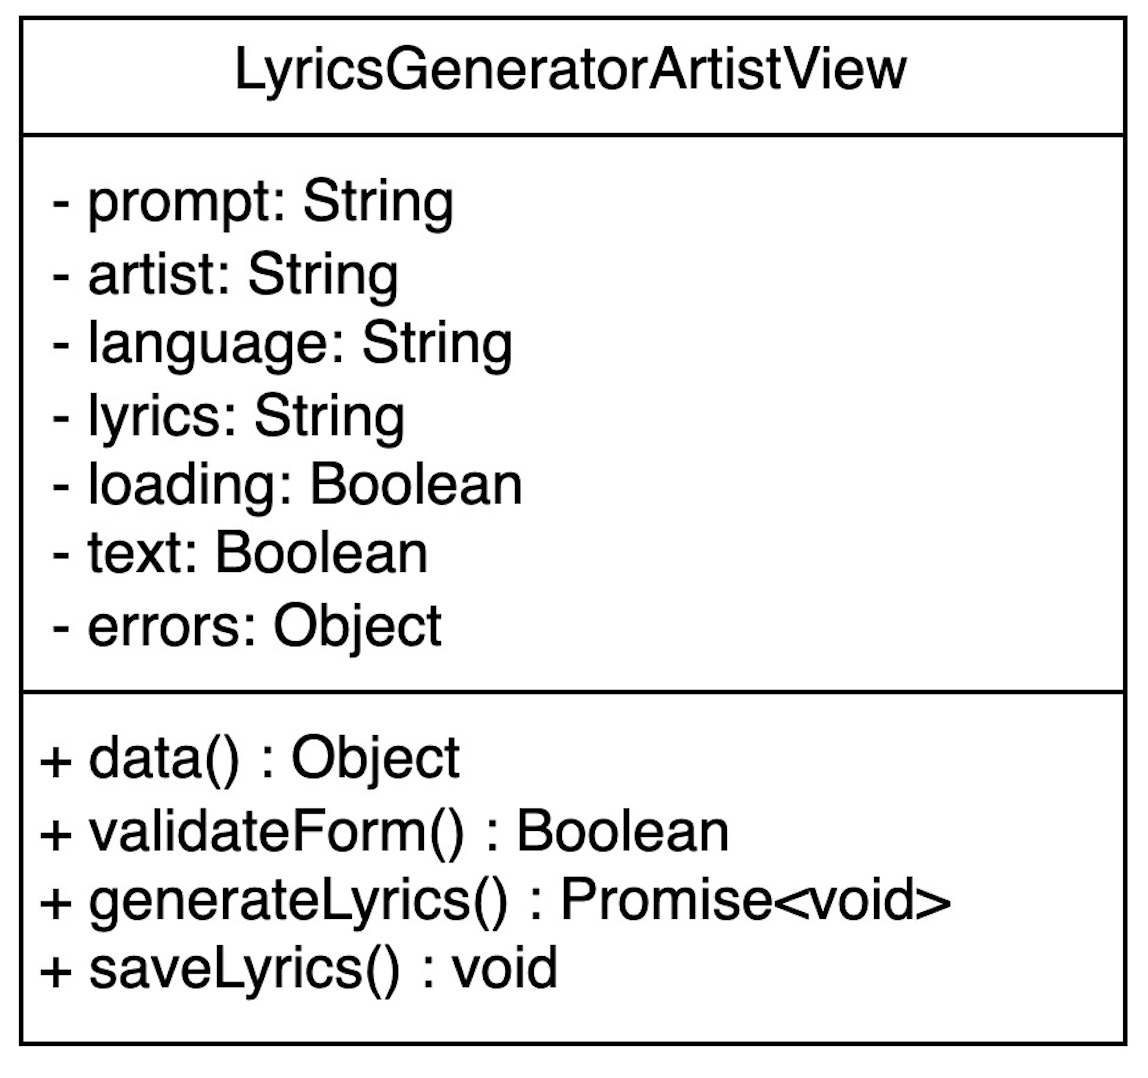 LyricsGeneratorArtistView
- prompt: String
- artist: String
- language: String
- lyrics: String
- loading: Boolean
- text: Boolean
- errors: Object
+ data() : Object
+ validateForm() : Boolean
+ generateLyrics() : Promise<void>
+ saveLyrics() : void